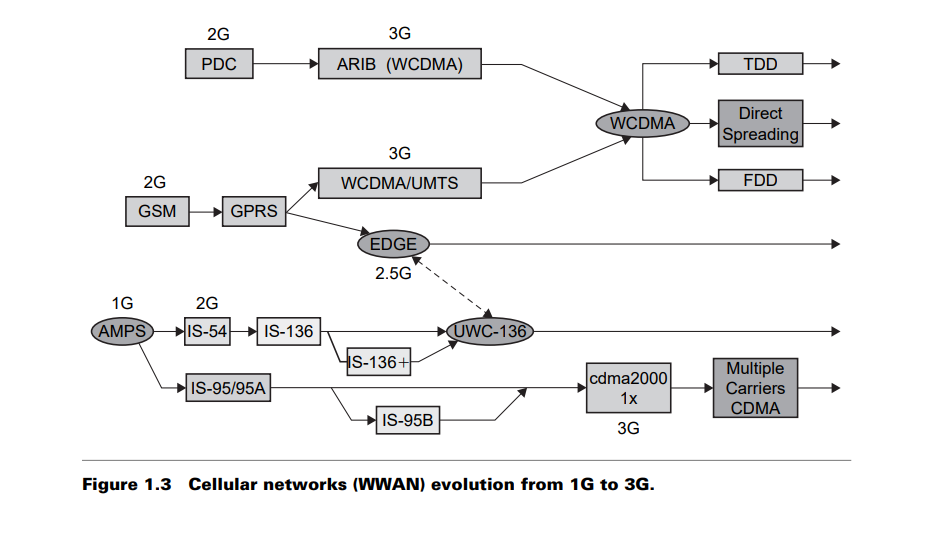 2G
3G
PDC
ARIB (WCDMA)
TDD
WCDMA
Direct
Spreading
3G
2G
WCDMA/UMTS
FDD
GSM
GPRS
EDGE
2.5G
1G
2G
AMPS
IS-54
IS-136
UWC-136
IS-136+
IS-95/95A
cdma2000
1x
Multiple
Carriers
CDMA
IS-95B
3G
Figure 1.3 Cellular networks (WWAN) evolution from 1G to 3G.